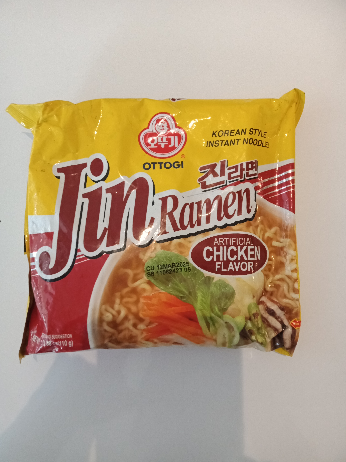 오뚜기
OTTOGI
KOREAN STYLE
INSTANT NOODLE
진라면
Jin Ramen
ARTIFICIAL
CHICKEN
FLAVOR